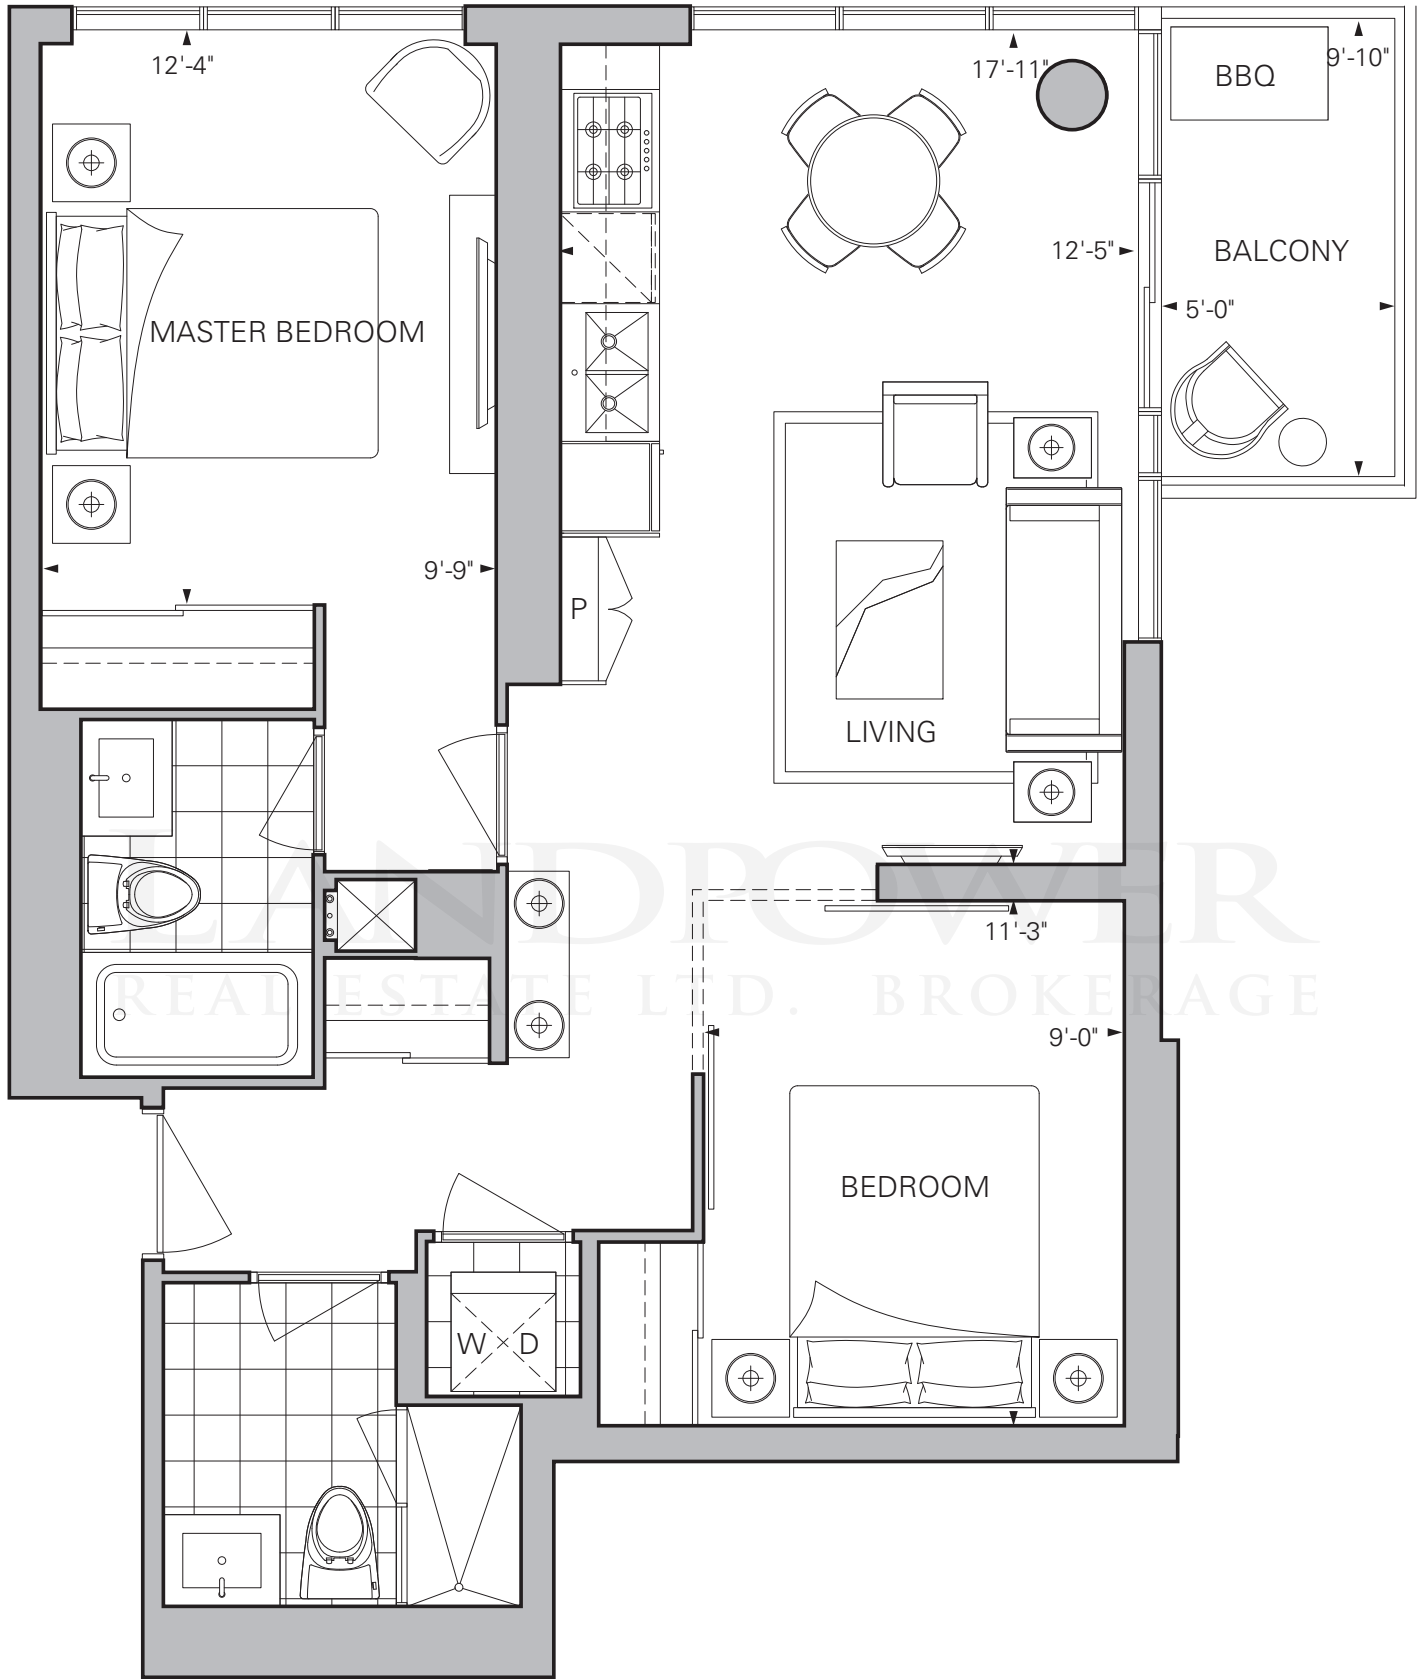 12'-4"
17'-11"
9'-10"
BBQ
12'-5"
BALCONY
5'-0"
MASTER BEDROOM
9'-9"
P
LIVING
LANDPOWER
REAL ESTATE LTD. BROKERAGE
11'-3"
9'-0"
BEDROOM
W D